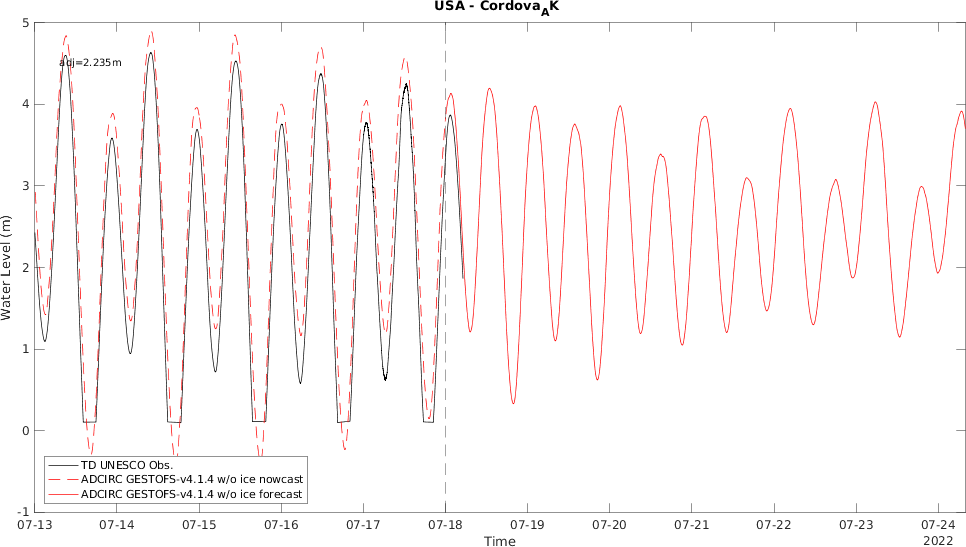 USA - CordovaAK
adj=2.235m
Water Level (m)
5
4
3
2
1
0
-1
TD UNESCO Obs.
ADCIRC GESTOFS-v4.1.4 w/o ice nowcast
ADCIRC GESTOFS-v4.1.4 w/o ice forecast
07-13 07-14 07-15 07-16 07-17 07-18 07-19 07-20 07-21 07-22 07-23 07-24
Time
2022